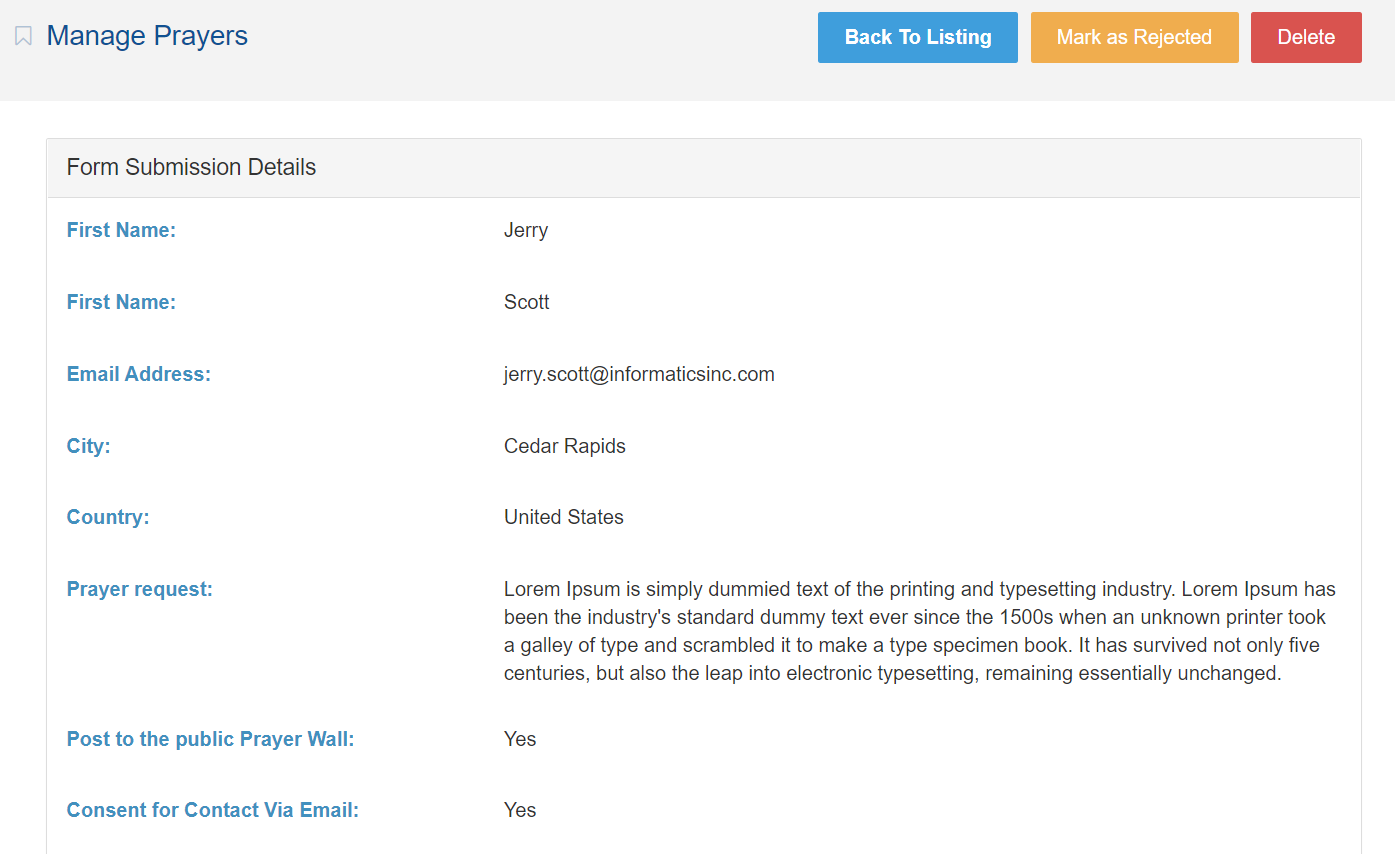 Manage Prayers
Back To Listing
Mark as Rejected
Delete
Form Submission Details
First Name: Jerry
First Name: Scott
Email Address: jerry.scott@informaticsinc.com
City: Cedar Rapids
Country: United States
Prayer request: Lorem Ipsum is simply dummied text of the printing and typesetting industry. Lorem Ipsum has
been the industry's standard dummy text ever since the 1500s when an unknown printer took
a galley of type and scrambled it to make a type specimen book. It has survived not only five
centuries, but also the leap into electronic typesetting, remaining essentially unchanged.
Post to the public Prayer Wall: Yes
Consent for Contact Via Email: Yes